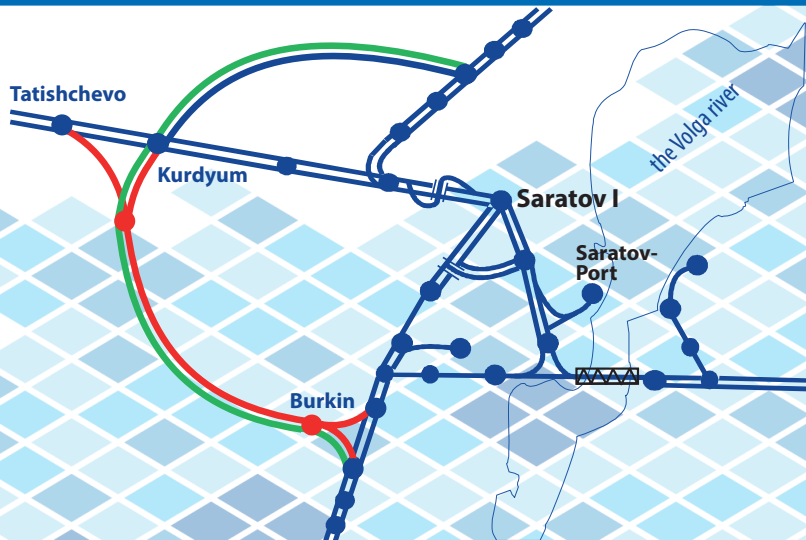 Tatishchevo
the Volga river
Kurdyum
Saratov I
Saratov-
Port
Burkin